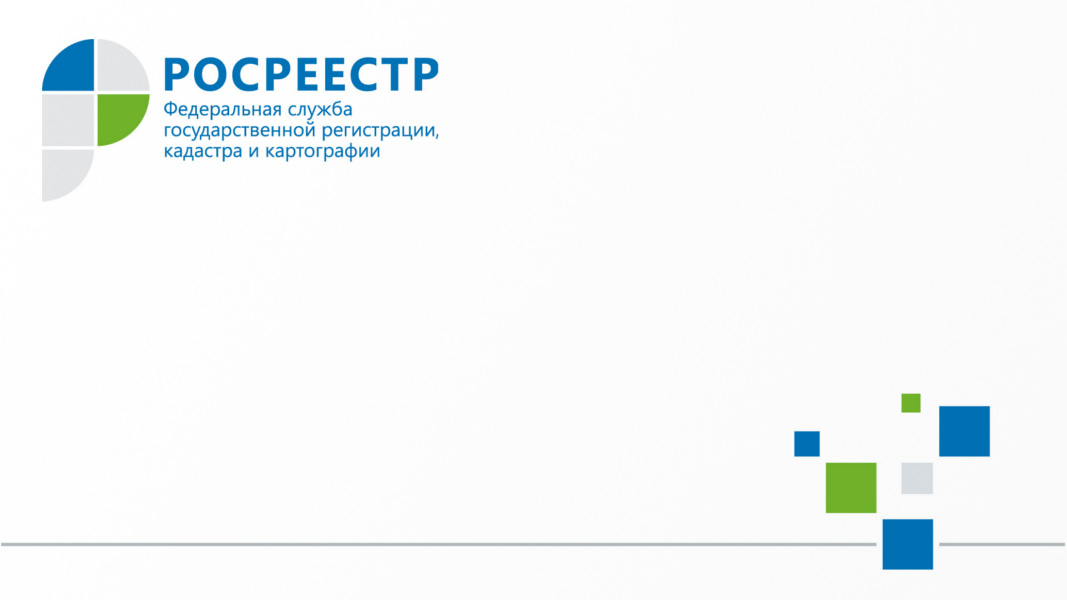 РОСРЕЕСТР
Федеральная служба
государственной регистрации,
кадастра и картографии